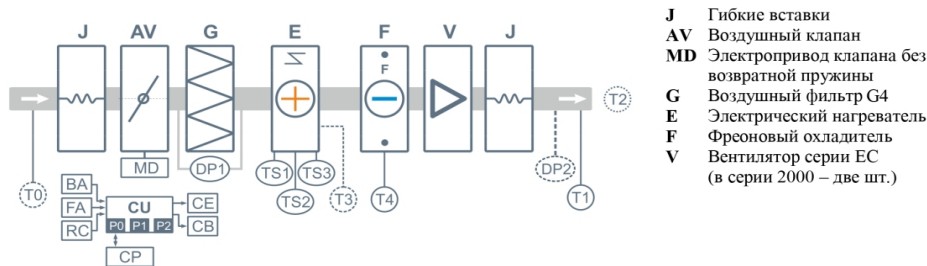 J AV G E F V J
F
T2
MD DP1 TS1 TS3 DP2
T0 TS2 T3 T4 T1
BA
FA CU CE
RC P0 P1 P2 CB
CP
J Гибкие вставки
AV Воздушный клапан
MD Электропривод клапана без
возвратной пружины
G Воздушный фильтр G4
E Электрический нагреватель
F Фреоновый охладитель
V Вентилятор серии ЕС
(в серии 2000 – две шт.)